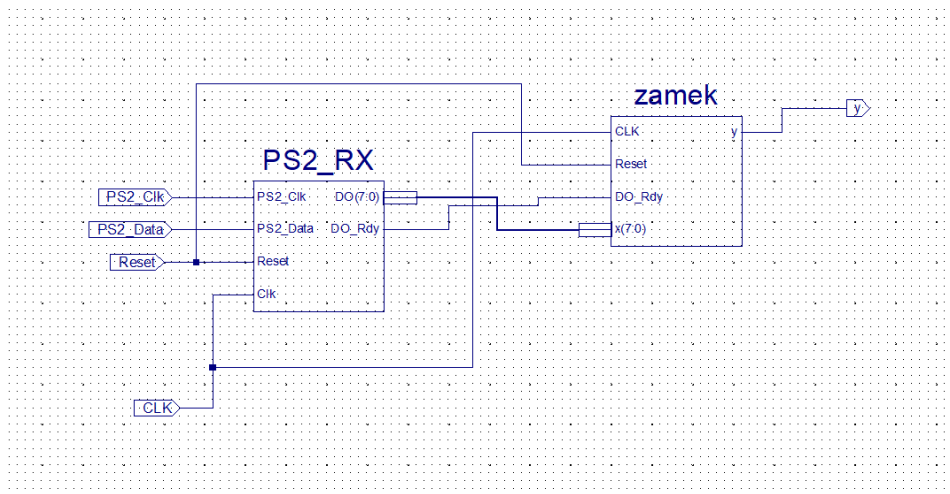 zamek
CLK
y
y
Reset
DO_Rdy
x(7:0)
PS2_RX
PS2_Clk
PS2_Clk
DO(7:0)
PS2_Data
PS2_Data
DO_Rdy
Reset
Reset
Clk
CLK